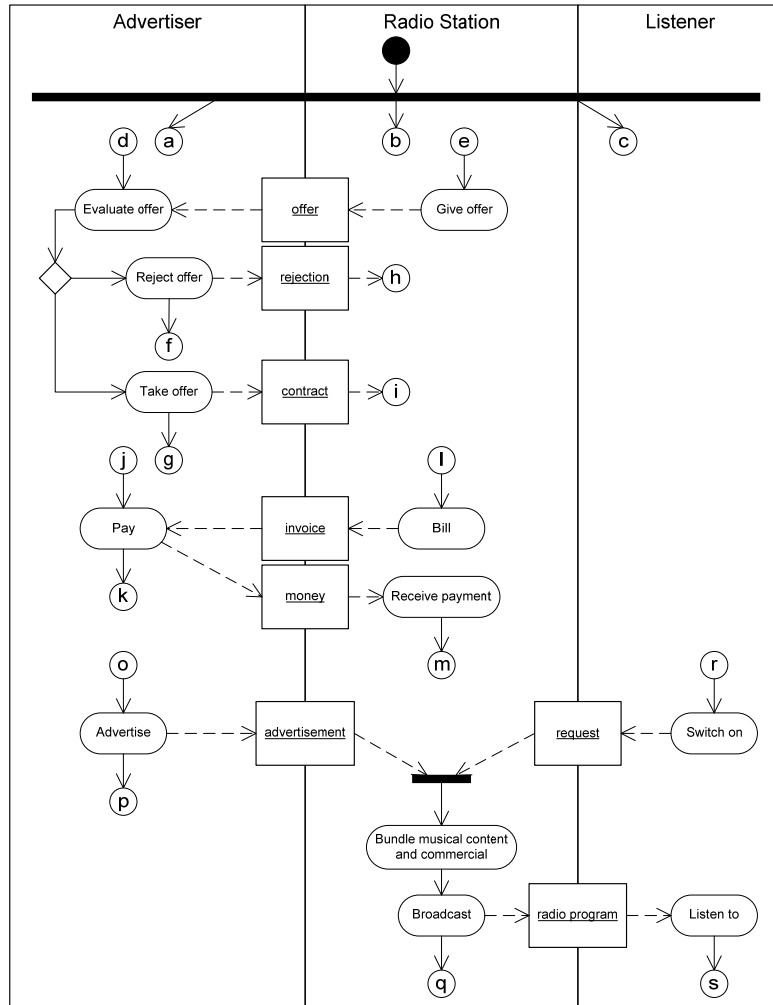 Advertiser
Radio Station
Listener
a
b
c
d
e
Evaluate offer
offer
Give offer
Reject offer
rejection
h
f
Take offer
contract
i
g
j
l
Pay
invoice
Bill
k
money
Receive payment
m
o
r
Advertise
advertisement
request
Switch on
p
Bundle musical content
and commercial
Broadcast
radio program
Listen to
q
s